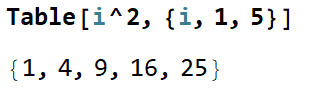 Table[i^2, {i, 1, 5}]
{1, 4, 9, 16, 25}